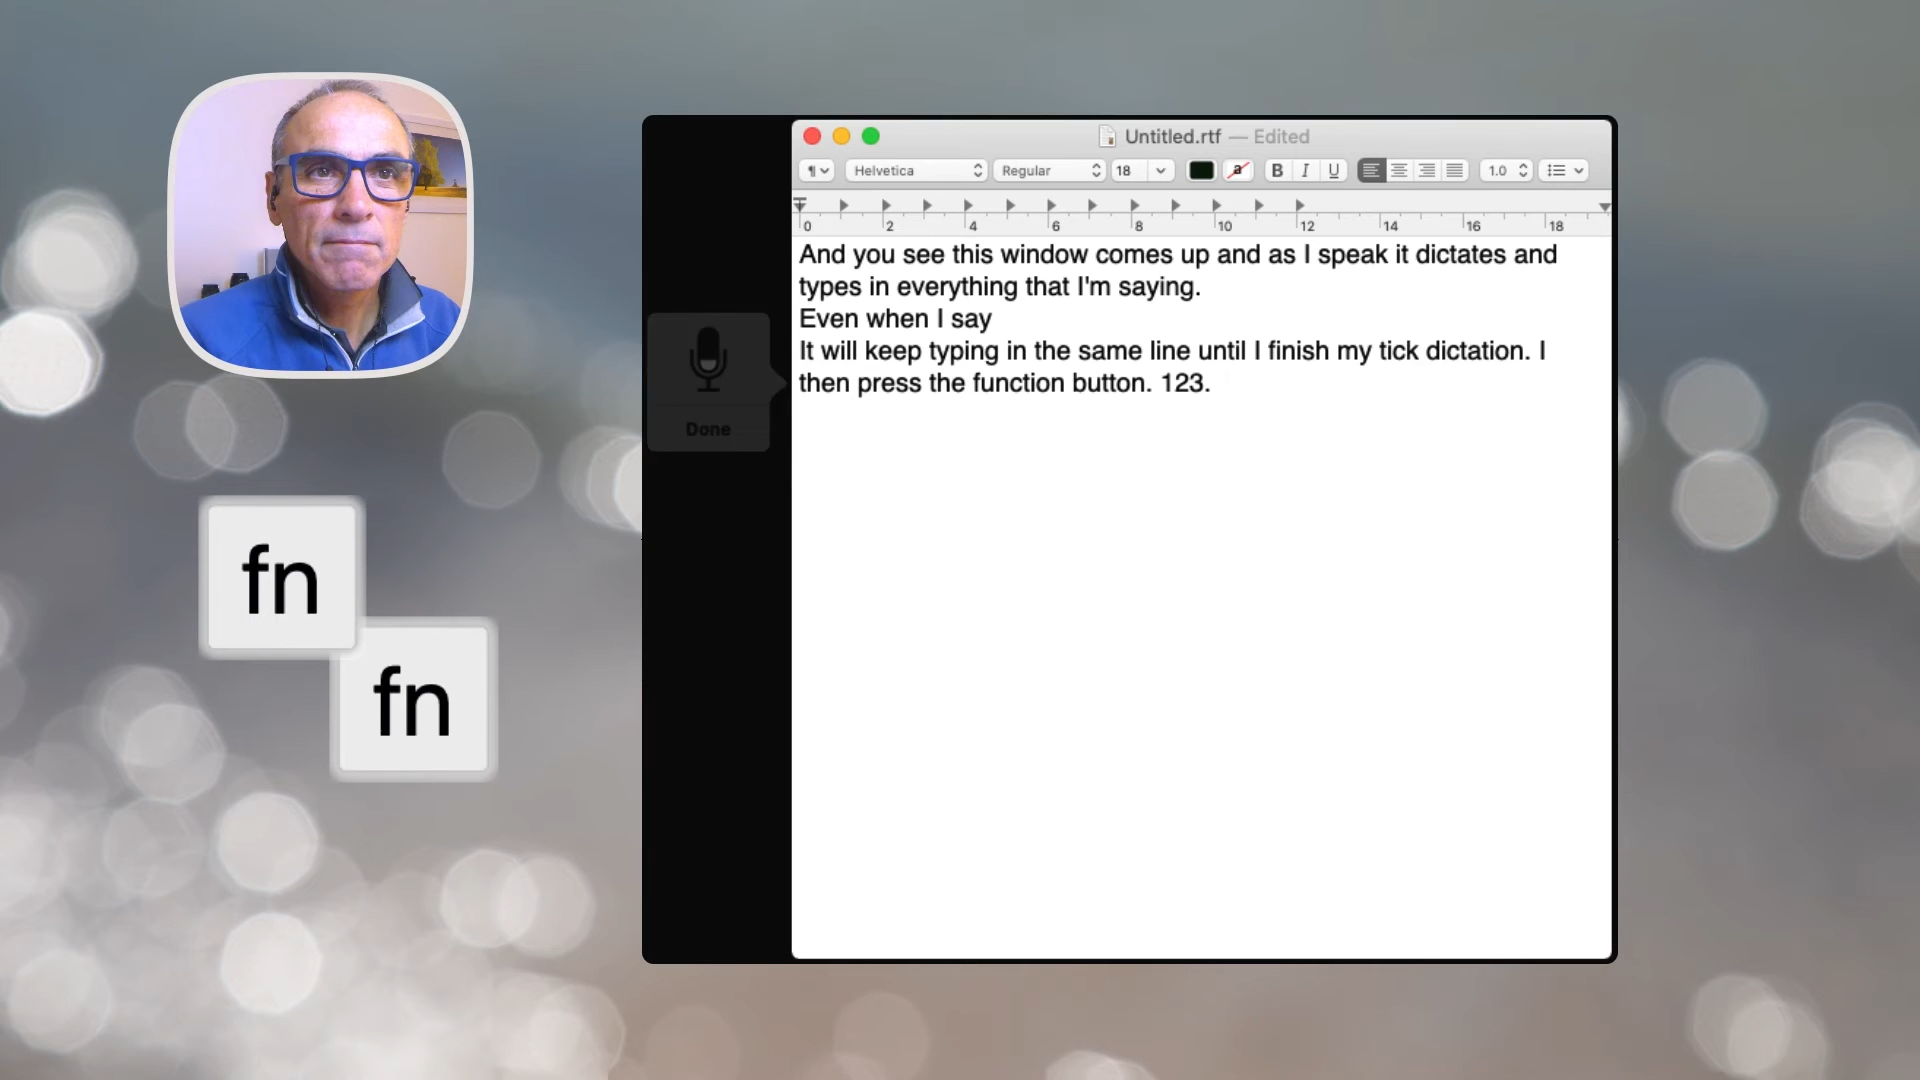 Untitled.rtf — Edited
¶ Helvetica Regular 18 a B I U 1.0
0 2 4 6 8 10 12 14 16 18
And you see this window comes up and as I speak it dictates and
types in everything that I'm saying.
Even when I say
It will keep typing in the same line until I finish my tick dictation. I
then press the function button. 123.
Done
fn
fn